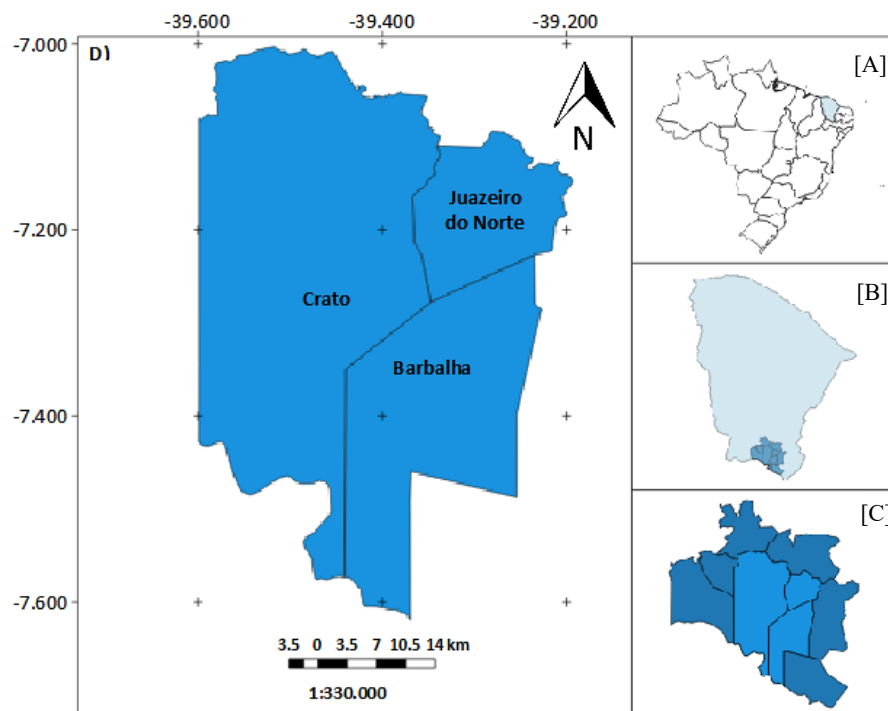 -39.600 -39.400 -39.200
-7.000
D)
[A]
N
Juazeiro
do Norte
-7.200
Crato
[B]
Barbalha
-7.400
[C]
-7.600
3.5 0 3.5 7 10.5 14 km
1:330.000